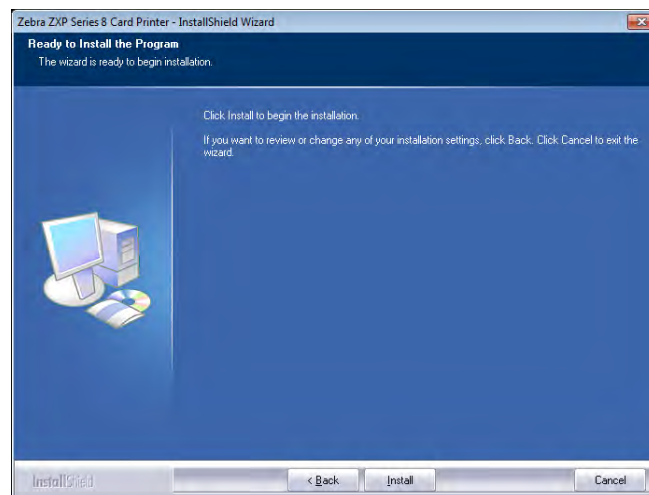 Zebra ZXP Series 8 Card Printer - InstallShield Wizard
Ready to Install the Program
The wizard is ready to begin installation.
Click Install to begin the installation.
If you want to review or change any of your installation settings, click Back. Click Cancel to exit the
wizard.
InstallShield
< Back
Install
Cancel